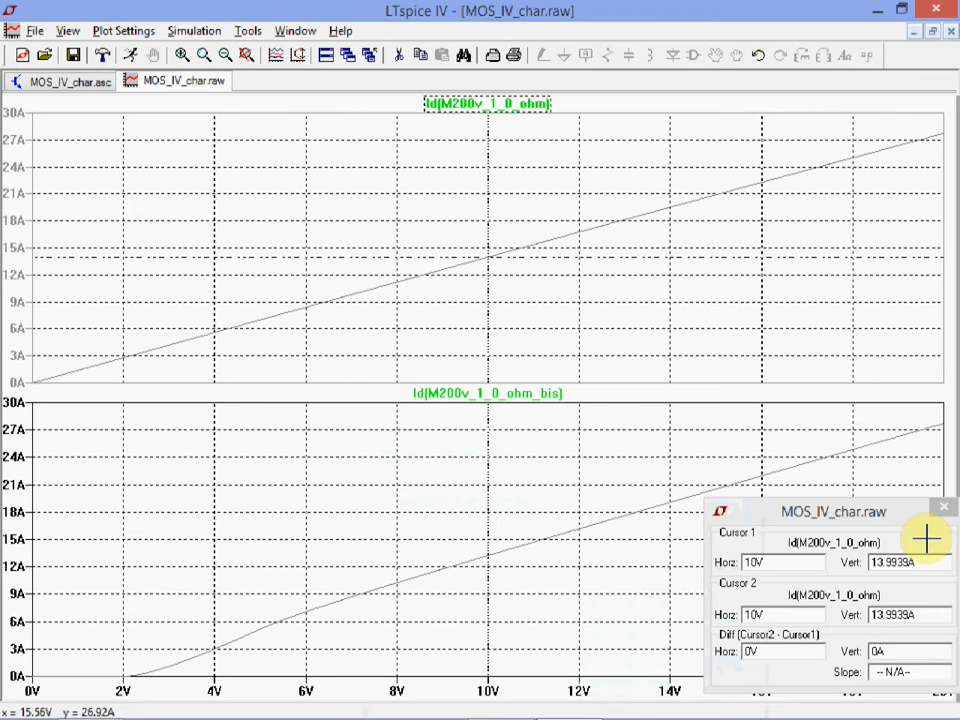 LTspice IV - [MOS_IV_char.raw]
File View Plot Settings Simulation Tools Window Help
MOS_IV_char.asc MOS_IV_char.raw
Id(M200v_1_0_ohm)
30A
27A
24A
21A
18A
15A
12A
9A
6A
3A
0A
Id(M200v_1_0_ohm_bis)
30A
27A
24A
21A
18A
15A
12A
9A
6A
3A
0A
0V 2V 4V 6V 8V 10V 12V 14V
MOS_IV_char.raw
Cursor 1
Id(M200v_1_0_ohm)
Horz: 10V Vert: 13.9939A
Cursor 2
Id(M200v_1_0_ohm)
Horz: 10V Vert: 13.9939A
Diff (Cursor2 - Cursor1)
Horz: 0V Vert: 0A
Slope: -- N/A--
x = 15.56V y = 26.92A